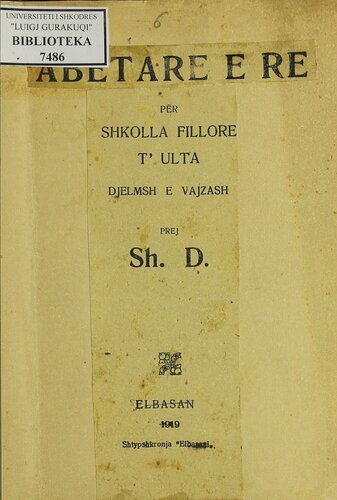 UNIVERSITETI I SHKODRES
"LUIGJ GURAKUQI"
BIBLIOTEKA
7486
6
ABETARE E RE
PËR
SHKOLLA FILLORE
T' ULTA
DJELMSH E VAJZASH
PREJ
Sh. D.
ELBASAN
1919
Shtypshkronja "Elbasani„